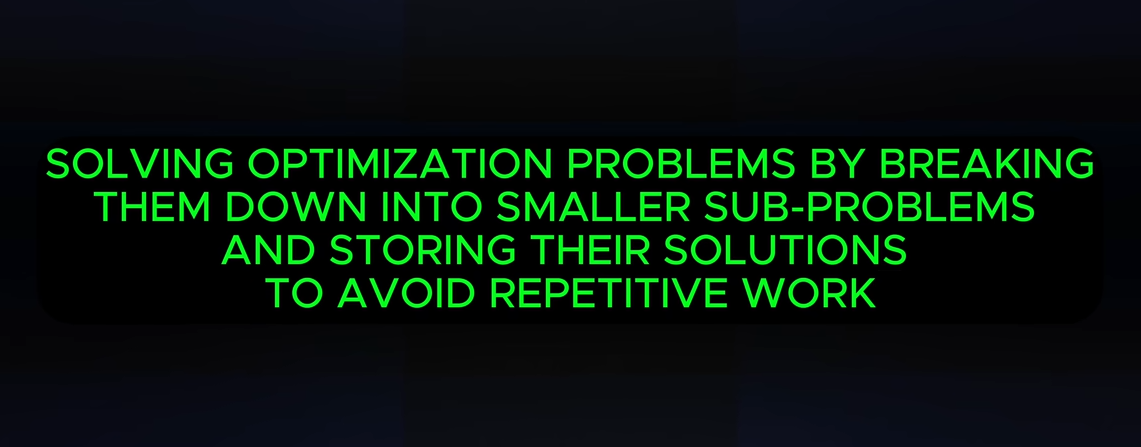 SOLVING OPTIMIZATION PROBLEMS BY BREAKING
THEM DOWN INTO SMALLER SUB-PROBLEMS
AND STORING THEIR SOLUTIONS
TO AVOID REPETITIVE WORK